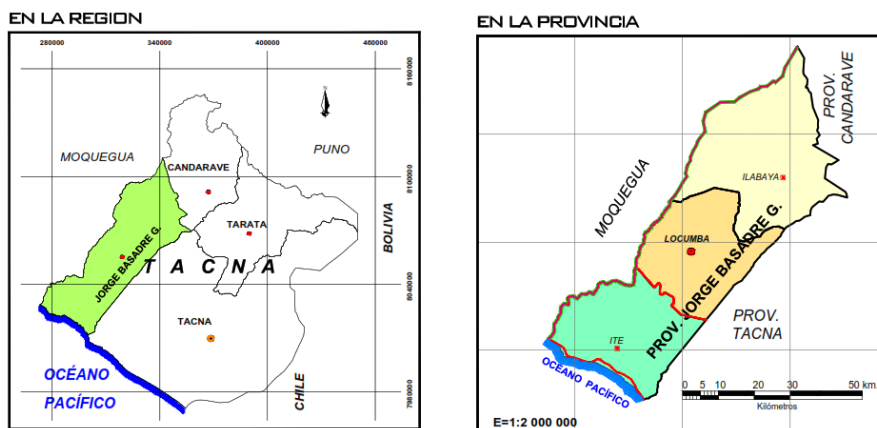 EN LA REGION
280000
340000
400000
460000
8160000
MOQUEGUA
PUNO
CANDARAVE
8100000
TARATA
JORGE BASADRE G.
TACNA
BOLIVIA
8040000
TACNA
OCÉANO
PACÍFICO
CHILE
7980000
EN LA PROVINCIA
PROV.
CANDARAVE
MOQUEGUA
ILABAYA
LOCUMBA
PROV. JORGE BASADRE G.
PROV.
TACNA
ITE
OCÉANO PACÍFICO
0 5 10 20 30 40 50 km.
Kilómetros
E=1:2 000 000